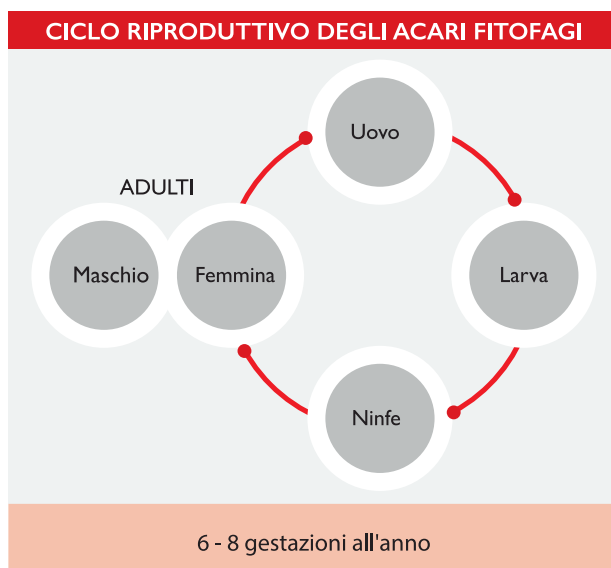 CICLO RIPRODUTTIVO DEGLI ACARI FITOFAGI
Uovo
ADULTI
Maschio
Femmina
Larva
Ninfe
6 - 8 gestazioni all'anno